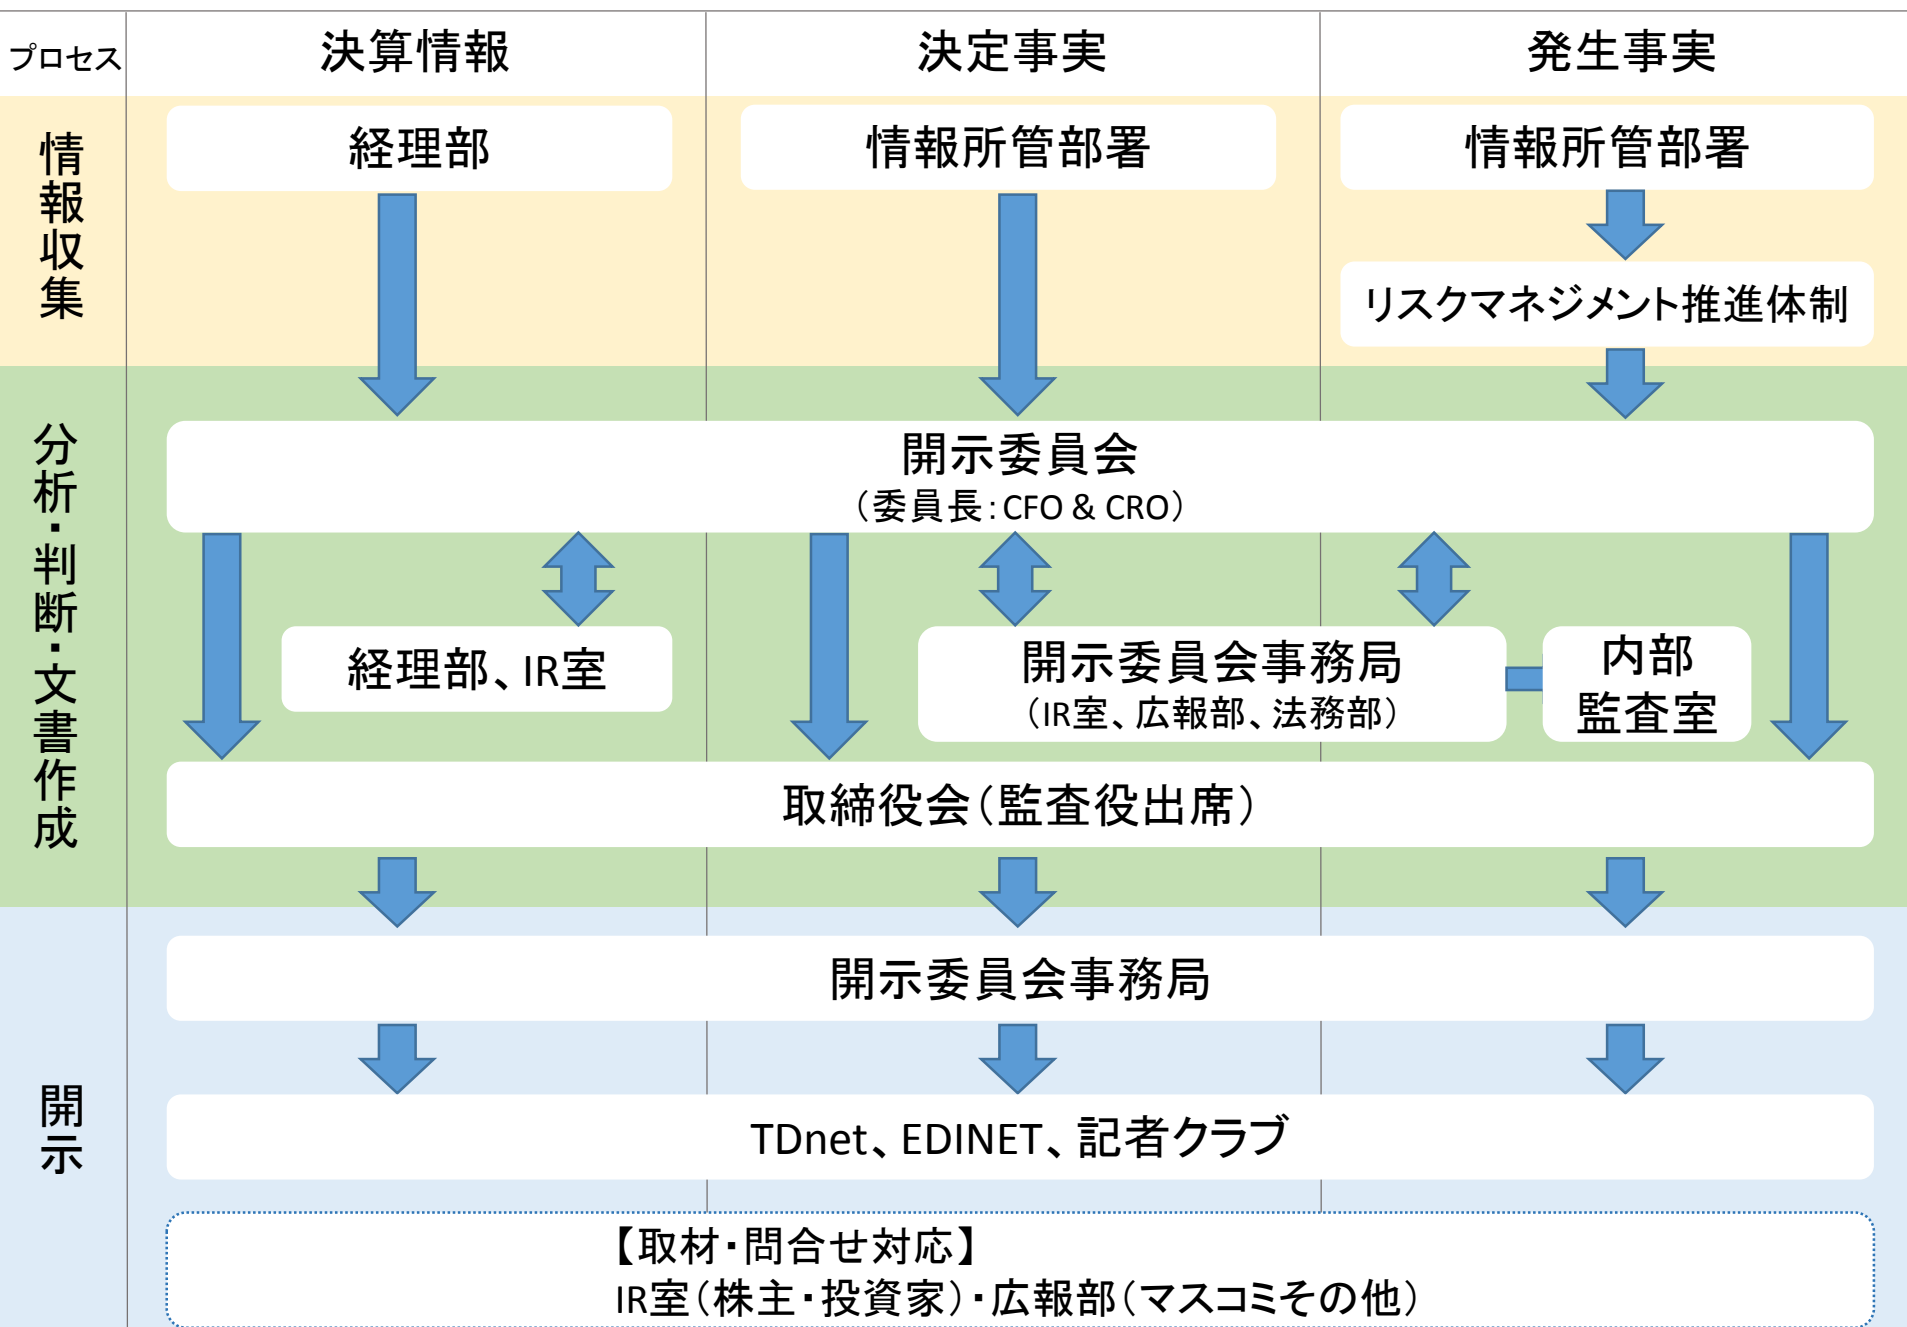 プロセス
決算情報
決定事実
発生事実
情報収集
経理部
情報所管部署
情報所管部署
リスクマネジメント推進体制
分析・判断・文書作成
開示委員会
（委員長：CFO & CRO）
経理部、IR室
開示委員会事務局
（IR室、広報部、法務部）
内部
監査室
取締役会（監査役出席）
開示
開示委員会事務局
TDnet、EDINET、記者クラブ
【取材・問合せ対応】
IR室（株主・投資家）・広報部（マスコミその他）